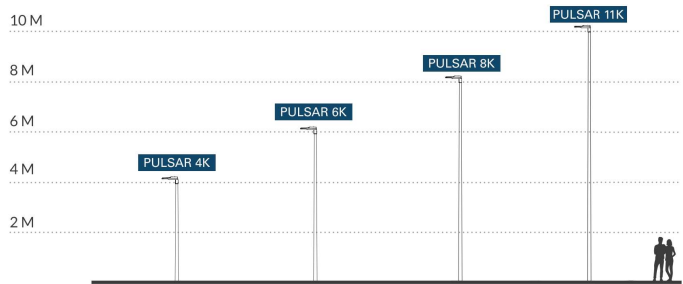 PULSAR 11K
10 M
PULSAR 8K
8 M
PULSAR 6K
6 M
PULSAR 4K
4 M
2 M